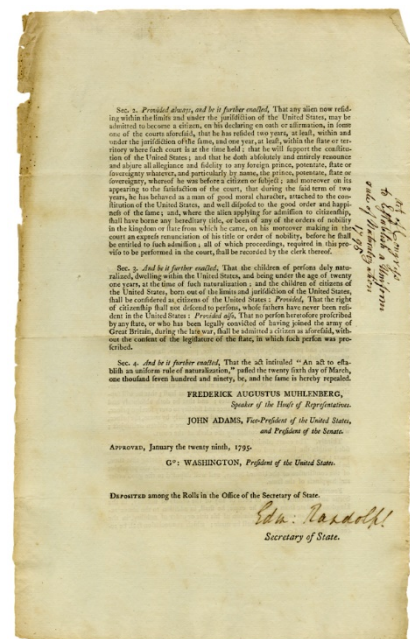 Sec. 2. Provided always, and be it further enacted, That any alien now resid-
ing within the limits and under the jurisdiction of the United States, may
be admitted to become a citizen, on his declaring on oath or affirmation, in some
one of the courts aforesaid, that he has resided two years, at least, within and
under the jurisdiction of the same, and one year, at least, within the state or ter-
ritory where such court is at the time held; that he will support the constitu-
tion of the United States; and that he doth absolutely and entirely renounce
and abjure all allegiance and fidelity to any foreign prince, potentate, state or
sovereignty whatever, and particularly by name, the prince, potentate, state or
sovereignty, whereof he was before a citizen or subject; and moreover on its
appearing to the satisfaction of the court, that during the said term of two
years, he has behaved as a man of good moral character, attached to the con-
stitution of the United States, and well disposed to the good order and happi-
ness of the same; and, where the alien applying for admission to citizenship,
shall have borne any hereditary title, or been of any of the orders of nobility
in the kingdom or state from which he came, on his moreover making in the
court an express renunciation of his title or order of nobility, before he shall
be entitled to such admission; all of which proceedings, required in this pro-
viso to be performed in the court, shall be recorded by the clerk thereof.
Sec. 3. And be it further enacted, That the children of persons duly natu-
ralized, dwelling within the United States, and being under the age of twenty
one years, at the time of such naturalization; and the children of citizens of
the United States, born out of the limits and jurisdiction of the United States,
shall be considered as citizens of the United States: Provided, That the right of
citizenship shall not descend to persons, whose fathers have never been resi-
dent in the United States: Provided also, That no person heretofore proscribed
by any state, or who has been legally convicted of having joined the army of
Great Britain, during the late war, shall be admitted a citizen as aforesaid, with-
out the consent of the legislature of the state, in which such person was pro-
scribed.
Sec. 4. And be it further enacted, That the act intituled "An act to esta-
blish an uniform rule of naturalization," passed the twenty sixth day of March,
one thousand seven hundred and ninety, be, and the same is hereby repealed.
FREDERICK AUGUSTUS MUHLENBERG,
Speaker of the House of Representatives.
JOHN ADAMS, Vice-President of the United States,
and President of the Senate.
Approved, January the twenty ninth, 1795.
Go: WASHINGTON, President of the United States.
Deposited among the Rolls in the Office of the Secretary of State.
Edm: Randolph
Secretary of State.
to Establish a Uniform
rule of Naturalization
1795